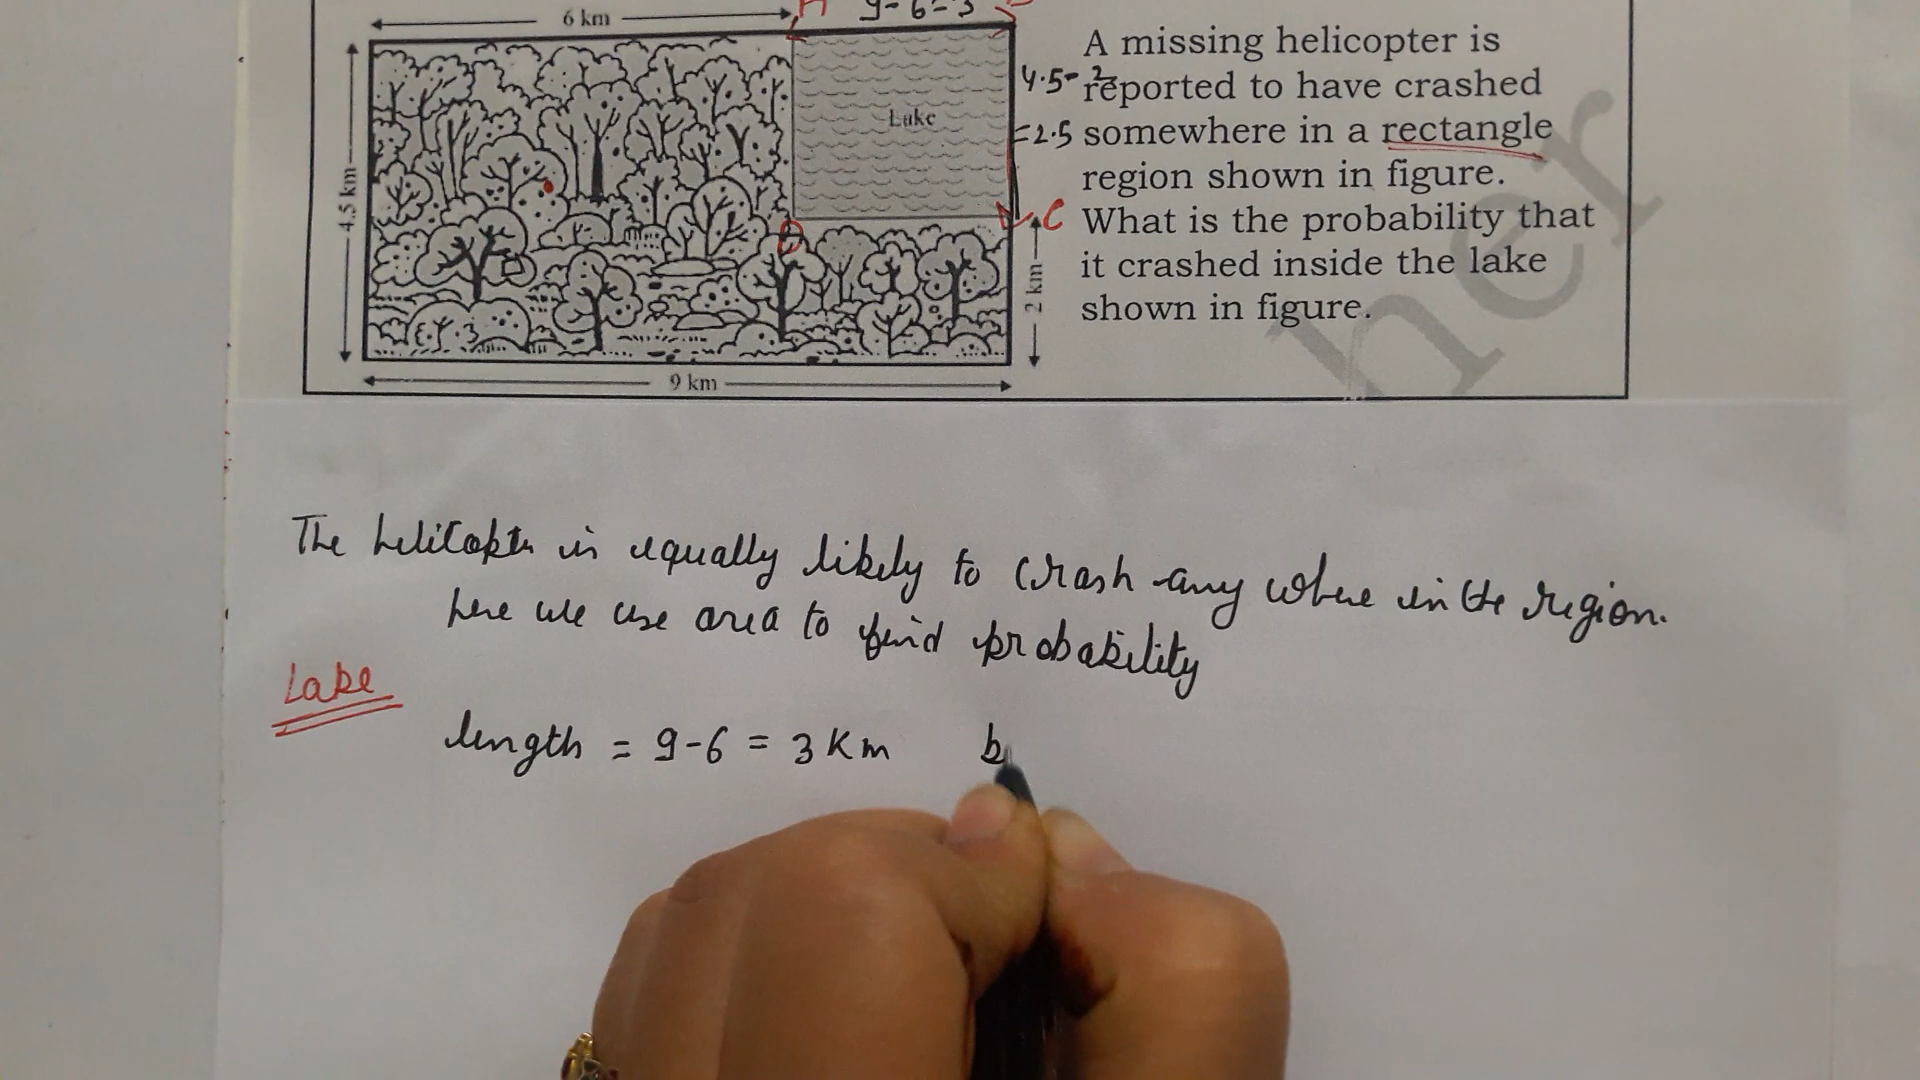 6 km
9-6=3
4.5 km
Lake
4.5-2
=2.5
C
2 km
9 km
A missing helicopter is
reported to have crashed
somewhere in a rectangle
region shown in figure.
What is the probability that
it crashed inside the lake
shown in figure.
her
The helicopter is equally likely to crash any where in the region.
here we use area to find probability
Lake
length = 9-6 = 3 Km b